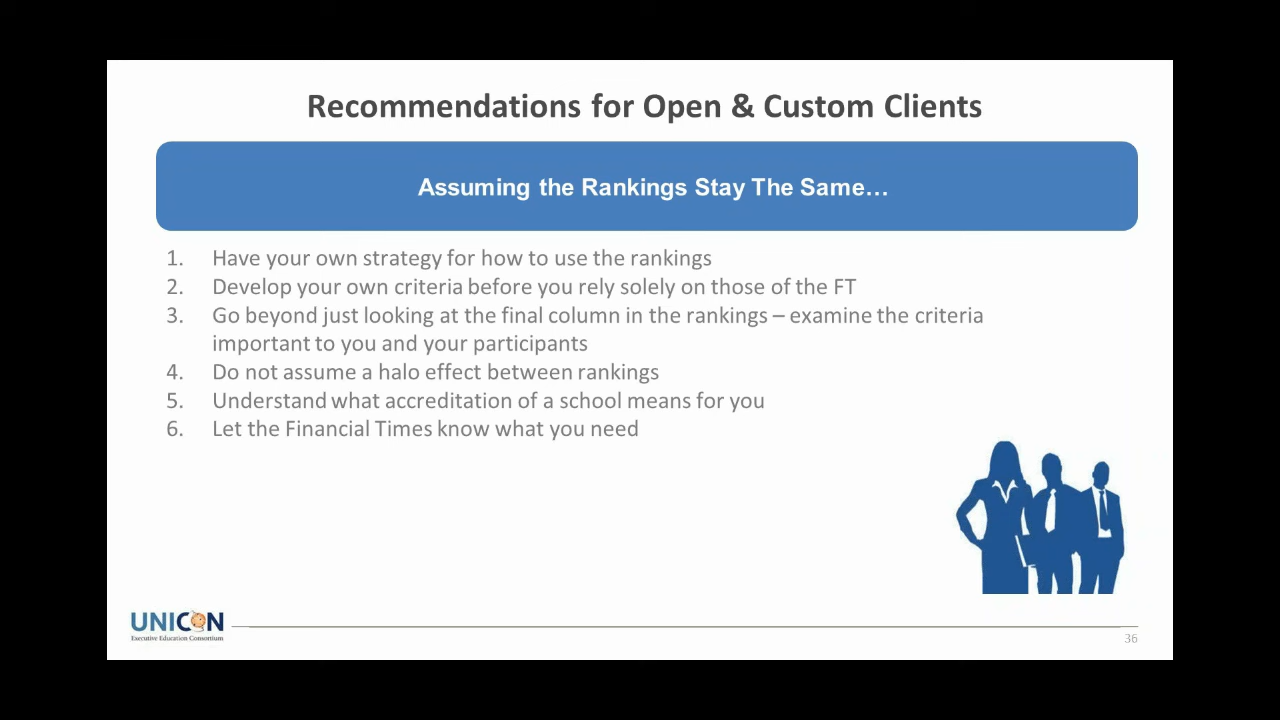 Recommendations for Open & Custom Clients
Assuming the Rankings Stay The Same…
1. Have your own strategy for how to use the rankings
2. Develop your own criteria before you rely solely on those of the FT
3. Go beyond just looking at the final column in the rankings – examine the criteria
important to you and your participants
4. Do not assume a halo effect between rankings
5. Understand what accreditation of a school means for you
6. Let the Financial Times know what you need
UNICON
Executive Education Consortium
36